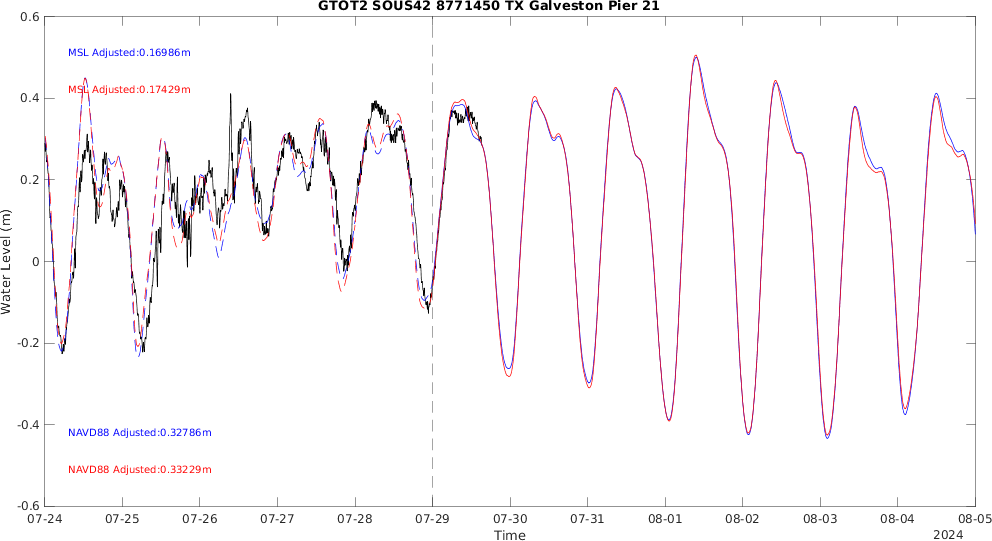 GTOT2 SOUS42 8771450 TX Galveston Pier 21
0.6
MSL Adjusted:0.16986m
MSL Adjusted:0.17429m
0.4
0.2
0
-0.2
-0.4
-0.6
Water Level (m)
NAVD88 Adjusted:0.32786m
NAVD88 Adjusted:0.33229m
07-24 07-25 07-26 07-27 07-28 07-29 07-30 07-31 08-01 08-02 08-03 08-04 08-05
Time
2024